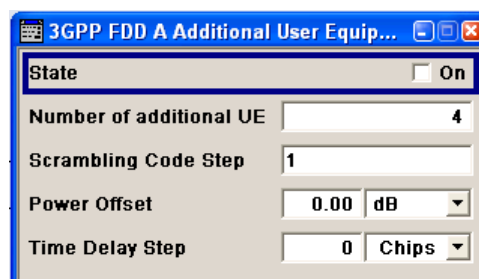 3GPP FDD A Additional User Equip...
State On
Number of additional UE 4
Scrambling Code Step 1
Power Offset 0.00 dB
Time Delay Step 0 Chips